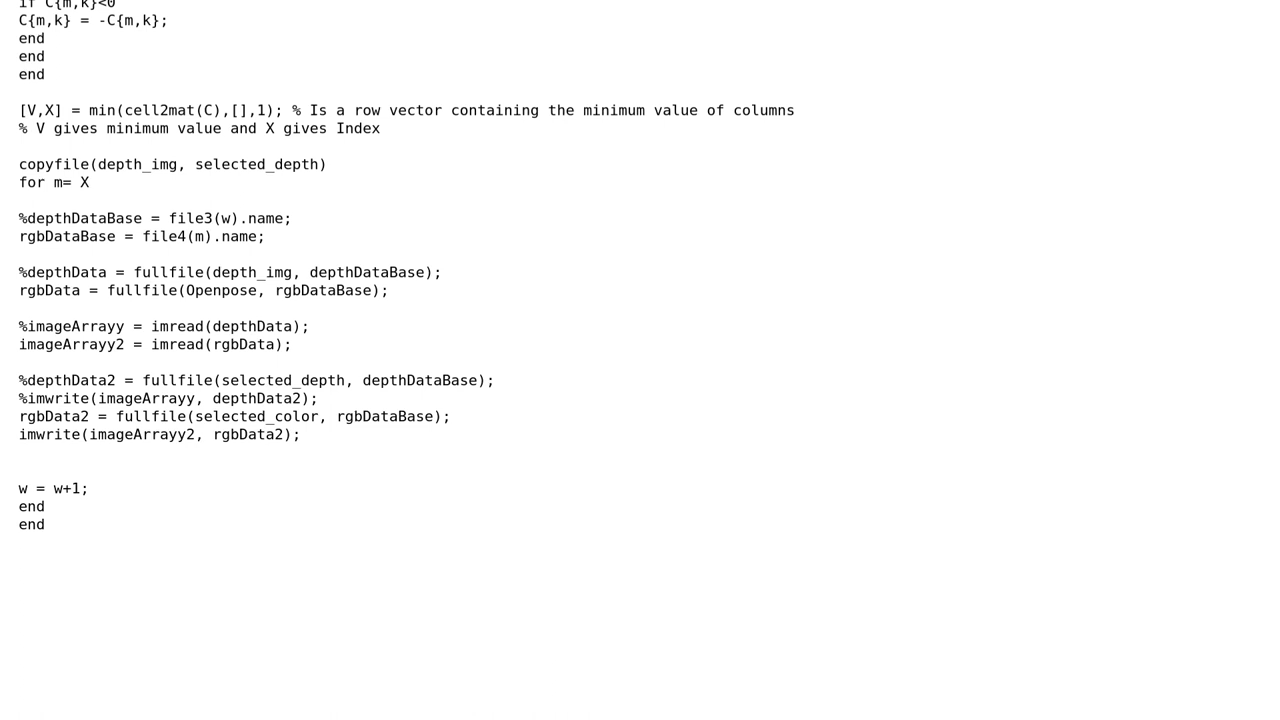 if C{m,k}<0
C{m,k} = -C{m,k};
end
end
end
[V,X] = min(cell2mat(C),[],1); % Is a row vector containing the minimum value of columns
% V gives minimum value and X gives Index
copyfile(depth_img, selected_depth)
for m= X
%depthDataBase = file3(w).name;
rgbDataBase = file4(m).name;
%depthData = fullfile(depth_img, depthDataBase);
rgbData = fullfile(Openpose, rgbDataBase);
%imageArrayy = imread(depthData);
imageArrayy2 = imread(rgbData);
%depthData2 = fullfile(selected_depth, depthDataBase);
%imwrite(imageArrayy, depthData2);
rgbData2 = fullfile(selected_color, rgbDataBase);
imwrite(imageArrayy2, rgbData2);
w = w+1;
end
end